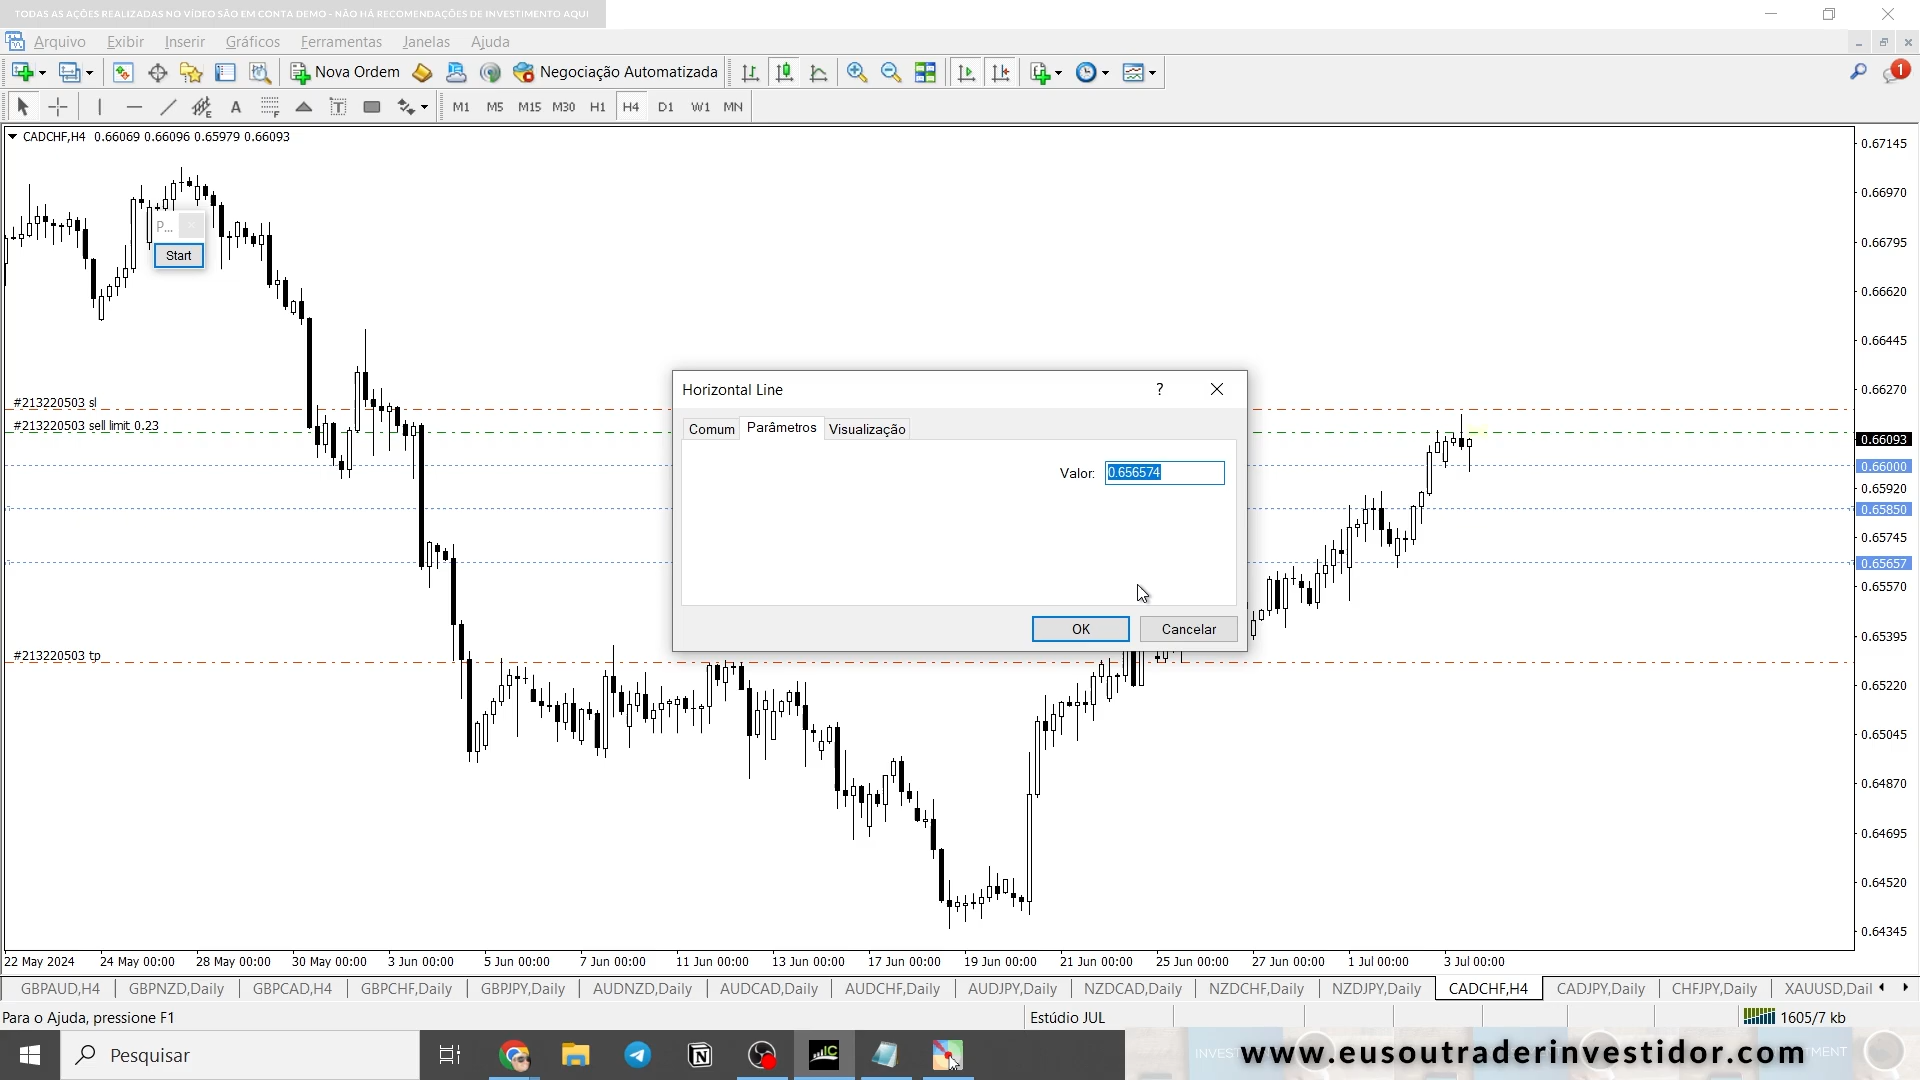 TODAS AS AÇÕES REALIZADAS NO VÍDEO SÃO EM CONTA DEMO - NÃO HÁ RECOMENDAÇÕES DE INVESTIMENTO AQUI
Arquivo Exibir Inserir Gráficos Ferramentas Janelas Ajuda
Nova Ordem Negociação Automatizada 1
A T M1 M5 M15 M30 H1 H4 D1 W1 MN
CADCHF,H4 0.66069 0.66096 0.65979 0.66093
0.67145
0.66970
P...
0.66795
Start
0.66620
0.66445
Horizontal Line ?
0.66270
#213220503 sl
#213220503 sell limit 0.23
Comum Parâmetros Visualização
0.66093
0.66000
Valor: 0.656574
0.65920
0.65850
0.65745
0.65657
0.65570
OK Cancelar
0.65395
#213220503 tp
0.65220
0.65045
0.64870
0.64695
0.64520
0.64345
22 May 2024 24 May 00:00 28 May 00:00 30 May 00:00 3 Jun 00:00 5 Jun 00:00 7 Jun 00:00 11 Jun 00:00 13 Jun 00:00 17 Jun 00:00 19 Jun 00:00 21 Jun 00:00 25 Jun 00:00 27 Jun 00:00 1 Jul 00:00 3 Jul 00:00
GBPAUD,H4 GBPNZD,Daily GBPCAD,H4 GBPCHF,Daily GBPJPY,Daily AUDNZD,Daily AUDCAD,Daily AUDCHF,Daily AUDJPY,Daily NZDCAD,Daily NZDCHF,Daily NZDJPY,Daily CADCHF,H4 CADJPY,Daily CHFJPY,Daily XAUUSD,Dail
Para o Ajuda, pressione F1 Estúdio JUL 1605/7 kb
Pesquisar IC www.eusoutraderinvestidor.com